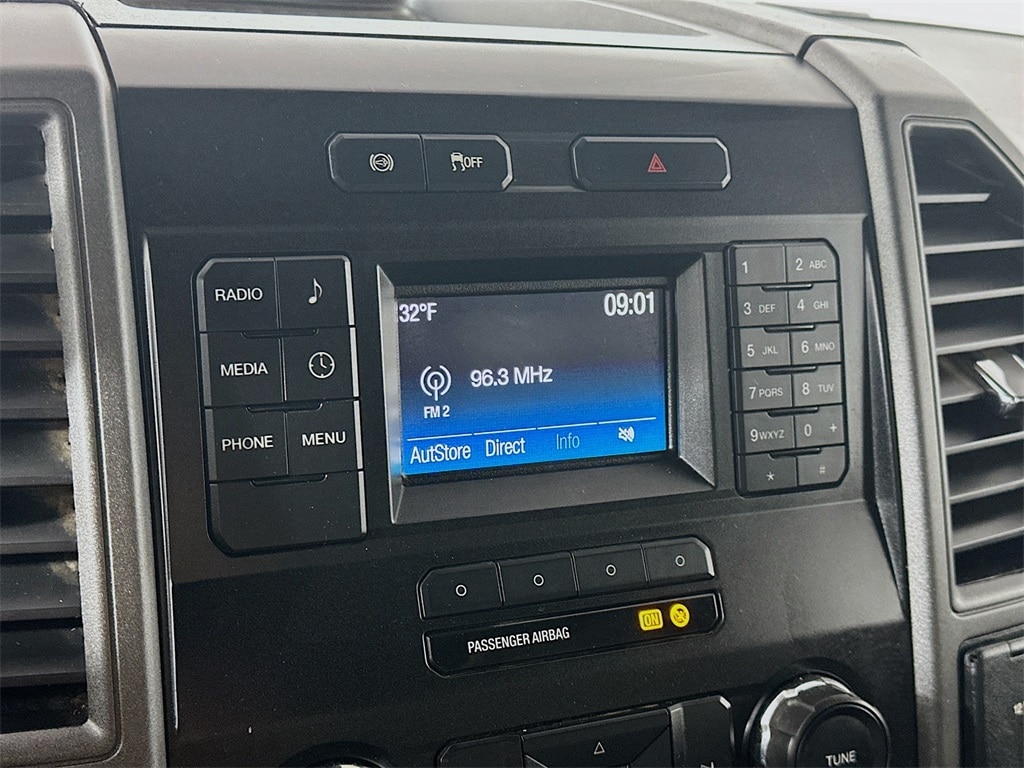 OFF
RADIO
MEDIA
PHONE MENU
32°F 09:01
96.3 MHz
FM 2
AutStore Direct Info
1 2 ABC
3 DEF 4 GHI
5 JKL 6 MNO
7 PQRS 8 TUV
9 WXYZ 0 +
* #
PASSENGER AIRBAG ON
TUNE